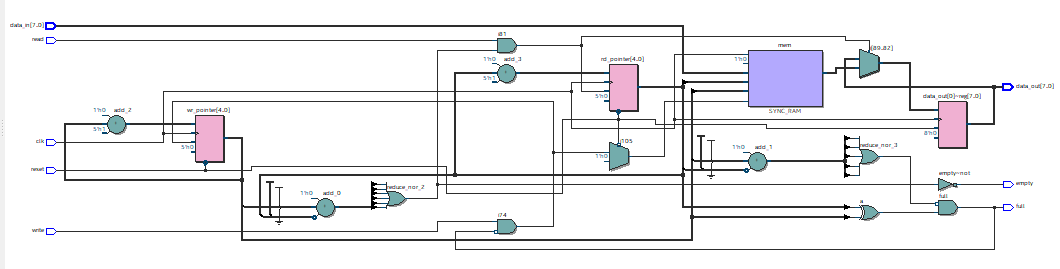 data_in[7.0]
read
i81
1'h0
add_3
5'h1
rd_pointer[4.0]
5'h0
mem
1'h0
SYNC_RAM
i[89,82]
data_out[7.0]
data_out[0]~reg[7.0]
8'h0
1'h0
add_2
5'h1
wr_pointer[4.0]
5'h0
clk
reset
i105
1'h0
1'h0
add_1
reduce_nor_3
empty~not
empty
1'h0
add_0
reduce_nor_2
i74
write
a
full
full